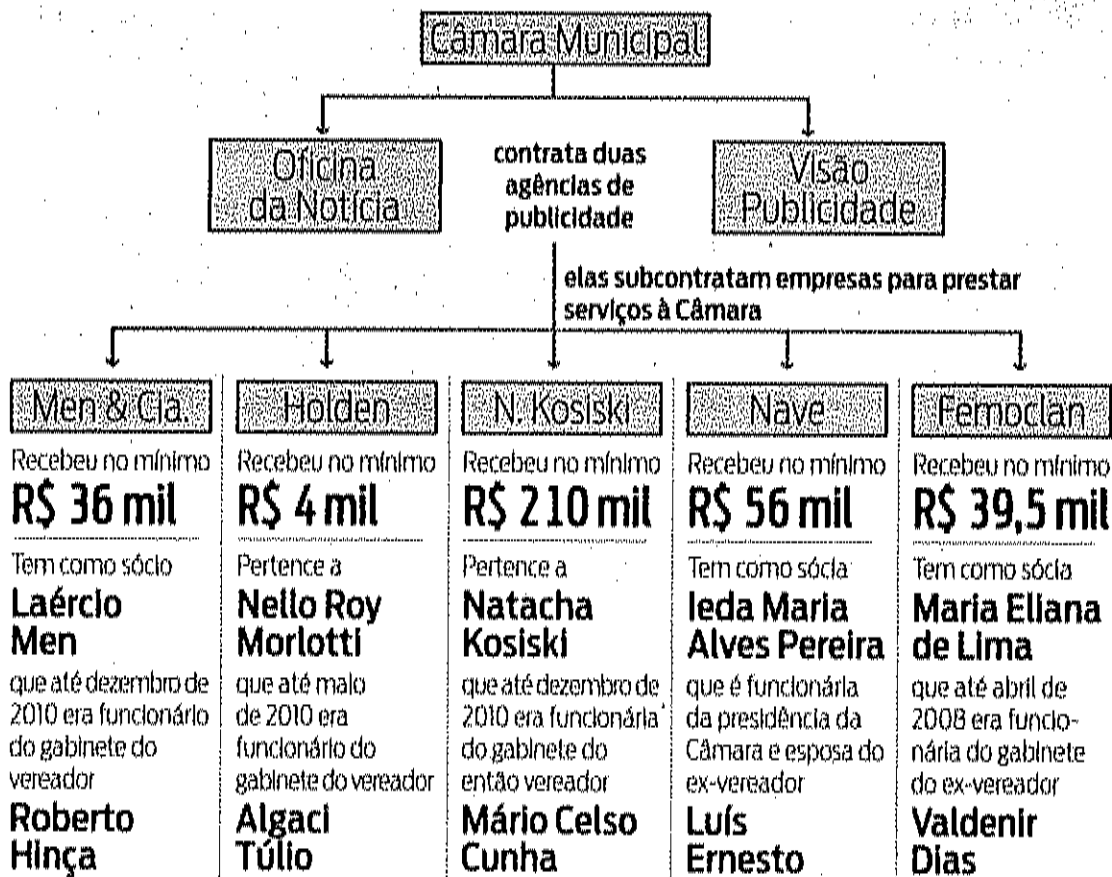 Câmara Municipal
Oficina
da Notícia
contrata duas
agências de
publicidade
Visão
Publicidade
elas subcontratam empresas para prestar
serviços à Câmara
Men & Cia.
Recebeu no mínimo
R$ 36 mil
Tem como sócio
Laércio
Men
que até dezembro de
2010 era funcionário
do gabinete do
vereador
Roberto
Hinça
Holden
Recebeu no mínimo
R$ 4 mil
Pertence a
Nello Roy
Morlotti
que até maio
de 2010 era
funcionário do
gabinete do vereador
Algaci
Túlio
N. Kosiski
Recebeu no mínimo
R$ 210 mil
Pertence a
Natacha
Kosiski
que até dezembro de
2010 era funcionária
do gabinete do
então vereador
Mário Celso
Cunha
Nave
Recebeu no mínimo
R$ 56 mil
Tem como sócia
Ieda Maria
Alves Pereira
que é funcionária
da presidência da
Câmara e esposa do
ex-vereador
Luís
Ernesto
Femoclan
Recebeu no mínimo
R$ 39,5 mil
Tem como sócia
Maria Eliana
de Lima
que até abril de
2008 era funcio-
nária do gabinete
do ex-vereador
Valdenir
Dias